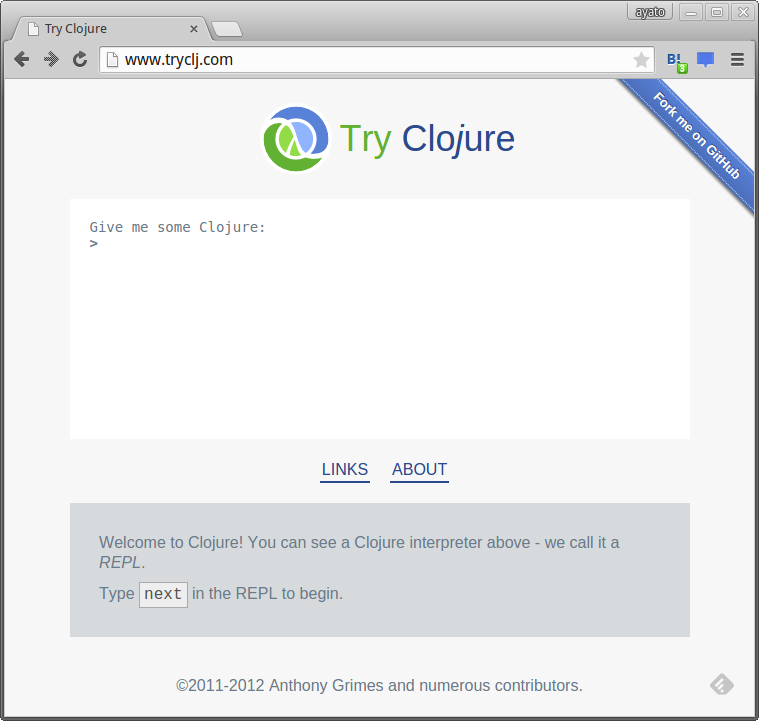 ayato
Try Clojure
www.tryclj.com
B!
3
Fork me on GitHub
Try Clojure
Give me some Clojure:
>
LINKS ABOUT
Welcome to Clojure! You can see a Clojure interpreter above - we call it a
REPL.
Type next in the REPL to begin.
©2011-2012 Anthony Grimes and numerous contributors.